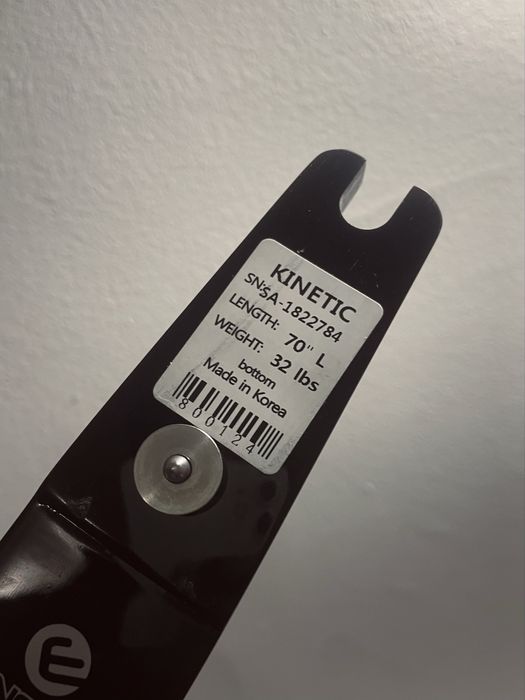 KINETIC
SN:SA-1822784
LENGTH: 70" L
WEIGHT: 32 lbs
bottom
Made in Korea
800124